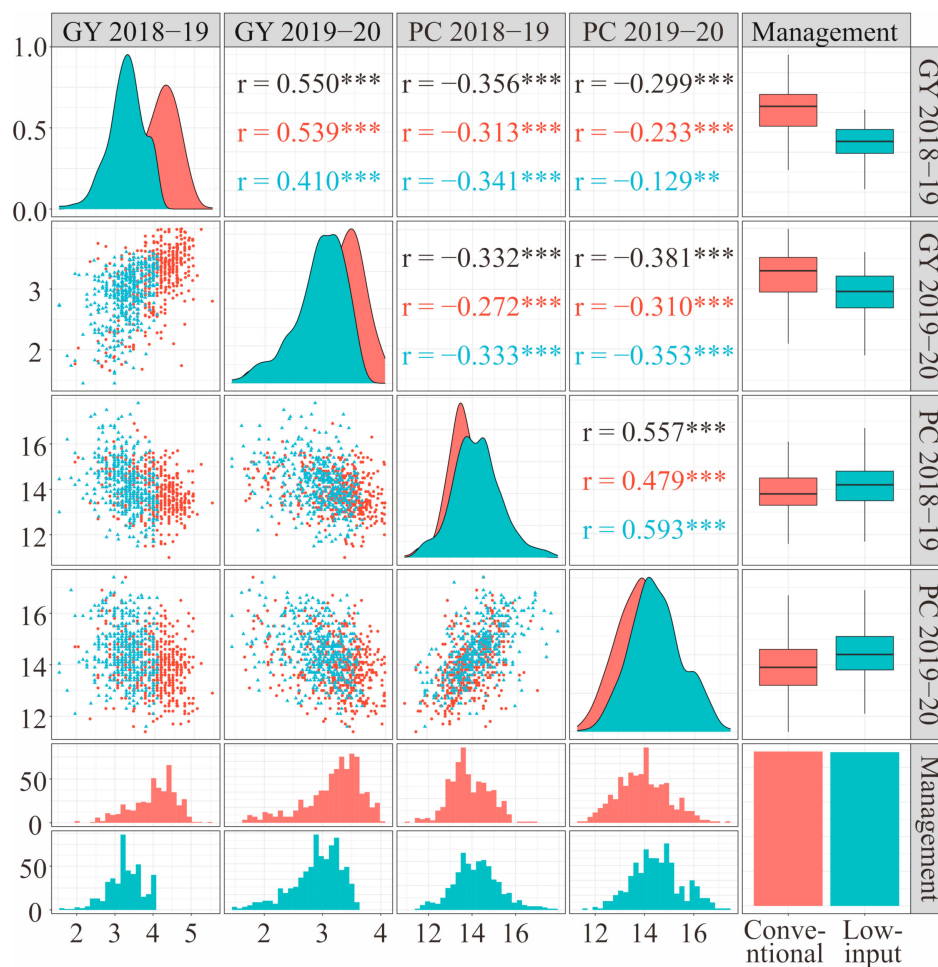 GY 2018−19 GY 2019−20 PC 2018−19 PC 2019−20 Management
1.0
0.5
0.0
r = 0.550*** r = −0.356*** r = −0.299***
r = 0.539*** r = −0.313*** r = −0.233***
r = 0.410*** r = −0.341*** r = −0.129**
GY 2018−19
3
2
r = −0.332*** r = −0.381***
r = −0.272*** r = −0.310***
r = −0.333*** r = −0.353***
GY 2019−20
16
14
12
r = 0.557***
r = 0.479***
r = 0.593***
PC 2018−19
16
14
12
PC 2019−20
50
0
50
0
Management
2 3 4 5 2 3 4 12 14 16 12 14 16 Conve- Low-
ntional input